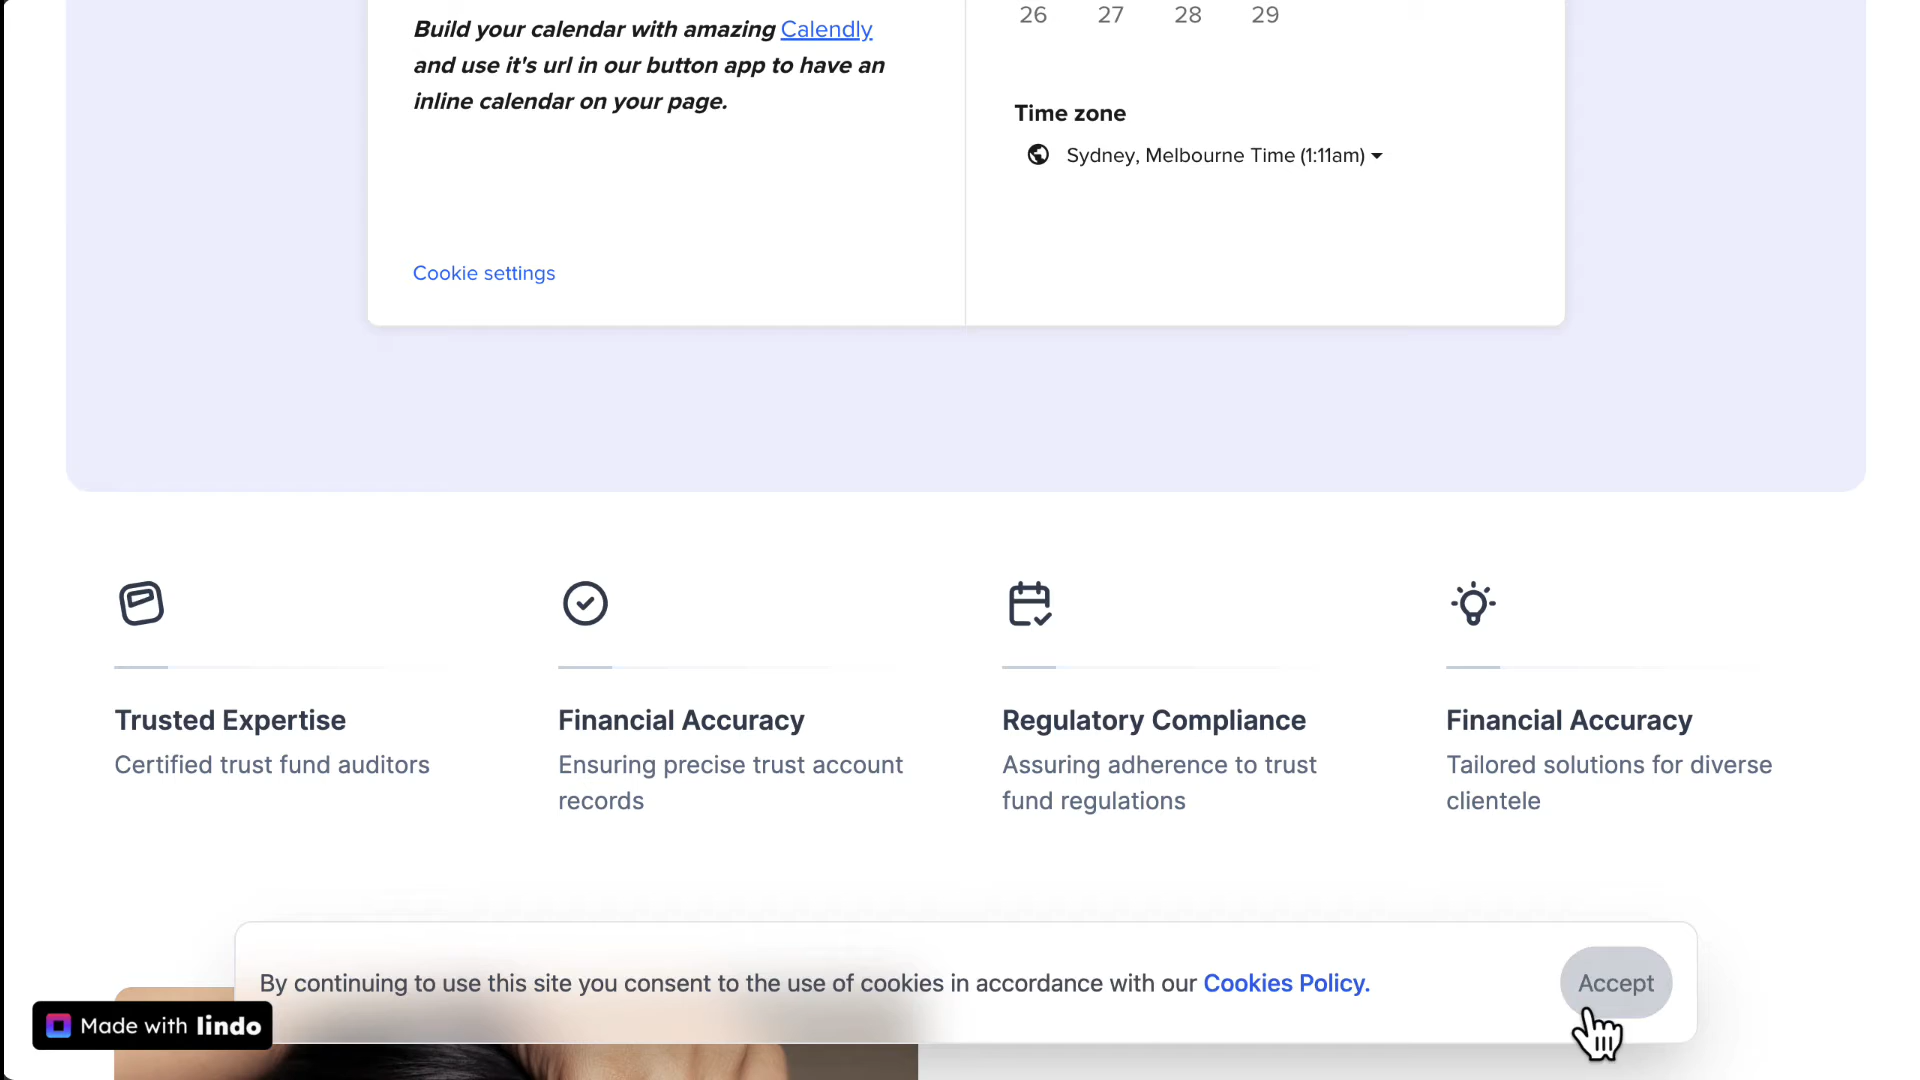 Build your calendar with amazing Calendly
and use it's url in our button app to have an
inline calendar on your page.
Cookie settings
26 27 28 29
Time zone
Sydney, Melbourne Time (1:11am)
Trusted Expertise
Certified trust fund auditors
Financial Accuracy
Ensuring precise trust account
records
Regulatory Compliance
Assuring adherence to trust
fund regulations
Financial Accuracy
Tailored solutions for diverse
clientele
By continuing to use this site you consent to the use of cookies in accordance with our Cookies Policy.
Accept
Made with lindo